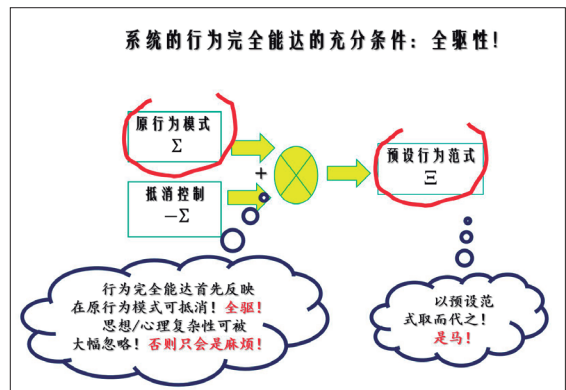 系统的行为完全能达的充分条件：全驱性！
原行为模式
Σ
+
抵消控制
−Σ
预设行为范式
Ξ
行为完全能达首先反映
在原行为模式可抵消！全驱！
思想/心理复杂性可被
大幅忽略！否则只会是麻烦！
以预设范
式取而代之！
是马！